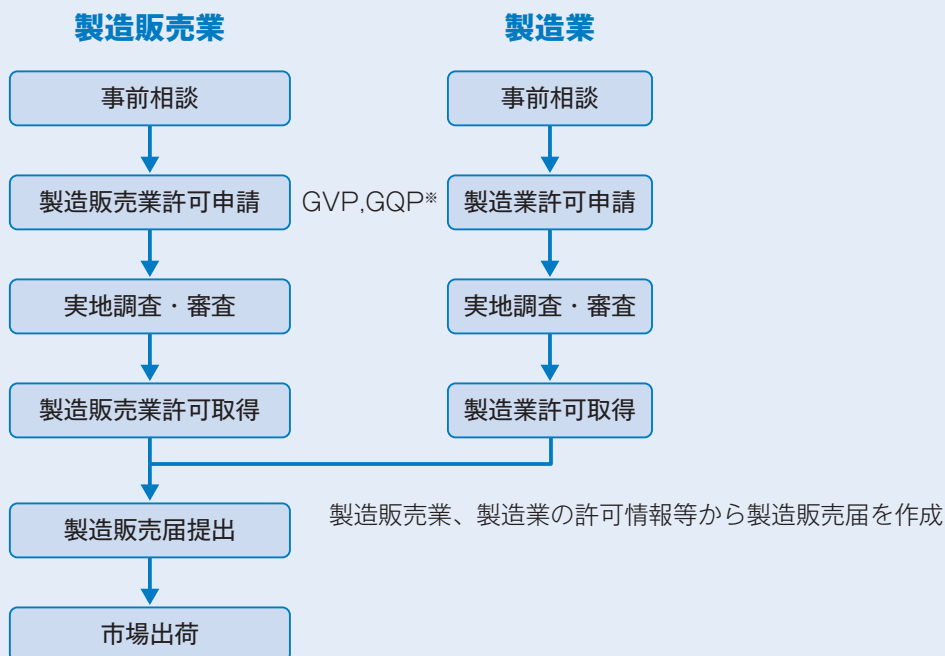 製造販売業
製造業
事前相談
事前相談
製造販売業許可申請
GVP,GQP※
製造業許可申請
実地調査・審査
実地調査・審査
製造販売業許可取得
製造業許可取得
製造販売届提出
製造販売業、製造業の許可情報等から製造販売届を作成
市場出荷